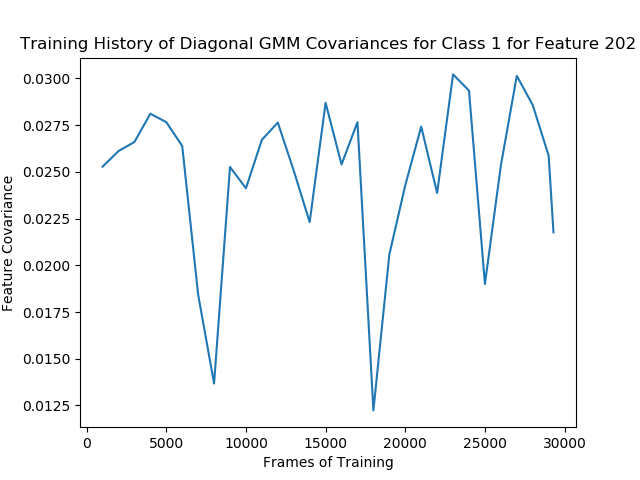 Training History of Diagonal GMM Covariances for Class 1 for Feature 202
0.0300
0.0275
0.0250
0.0225
0.0200
0.0175
0.0150
0.0125
Feature Covariance
0 5000 10000 15000 20000 25000 30000
Frames of Training